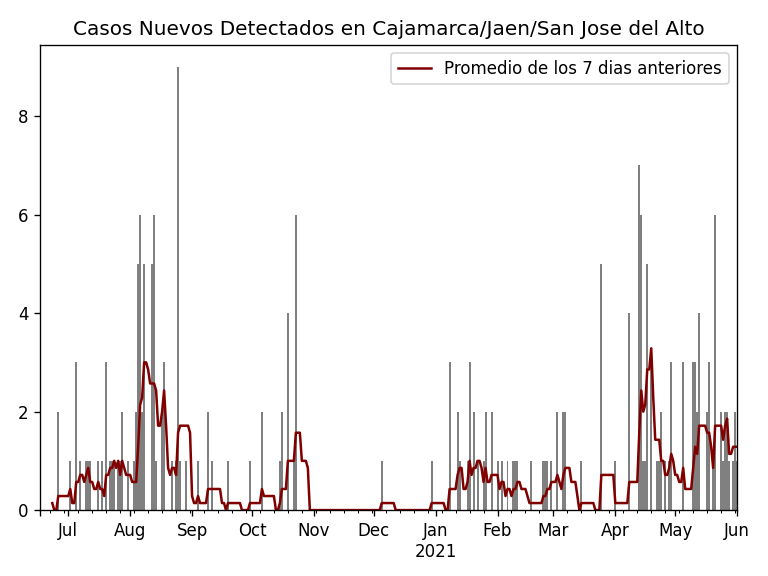 Casos Nuevos Detectados en Cajamarca/Jaen/San Jose del Alto
Promedio de los 7 dias anteriores
8
6
4
2
0
Jul Aug Sep Oct Nov Dec Jan Feb Mar Apr May Jun
2021